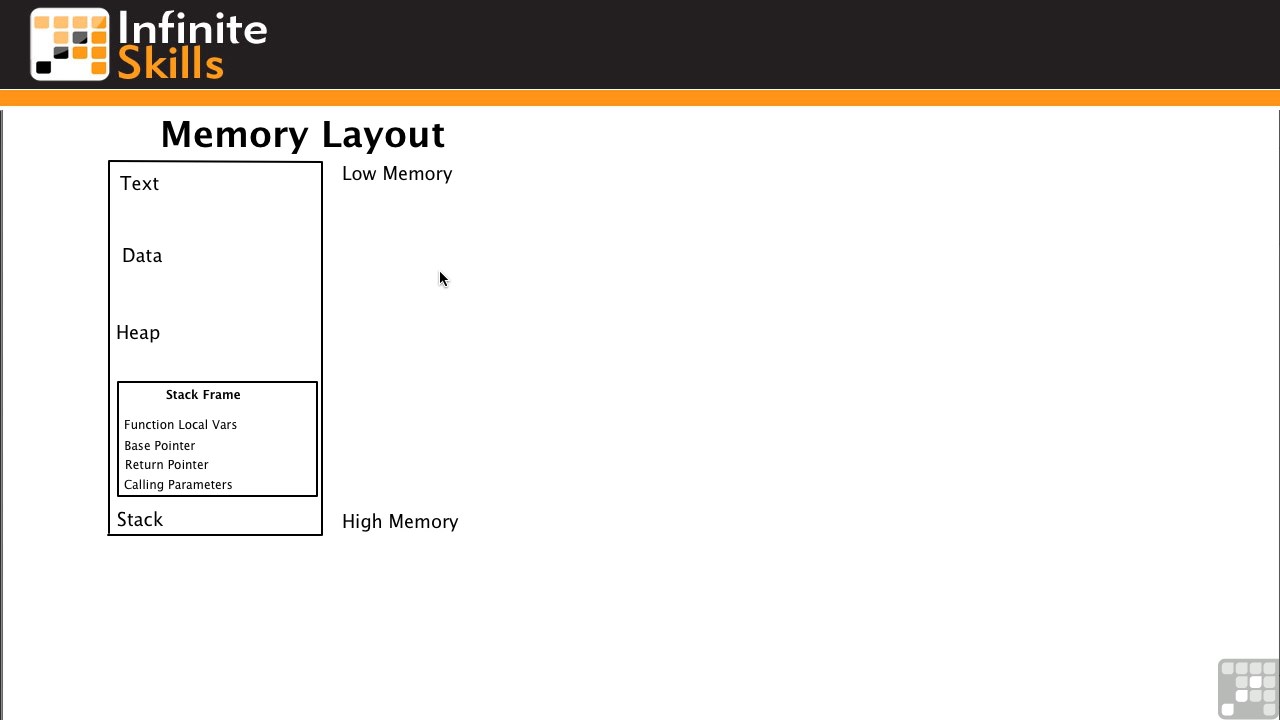 Infinite
Skills
Memory Layout
Text
Low Memory
Data
Heap
Stack Frame
Function Local Vars
Base Pointer
Return Pointer
Calling Parameters
Stack
High Memory